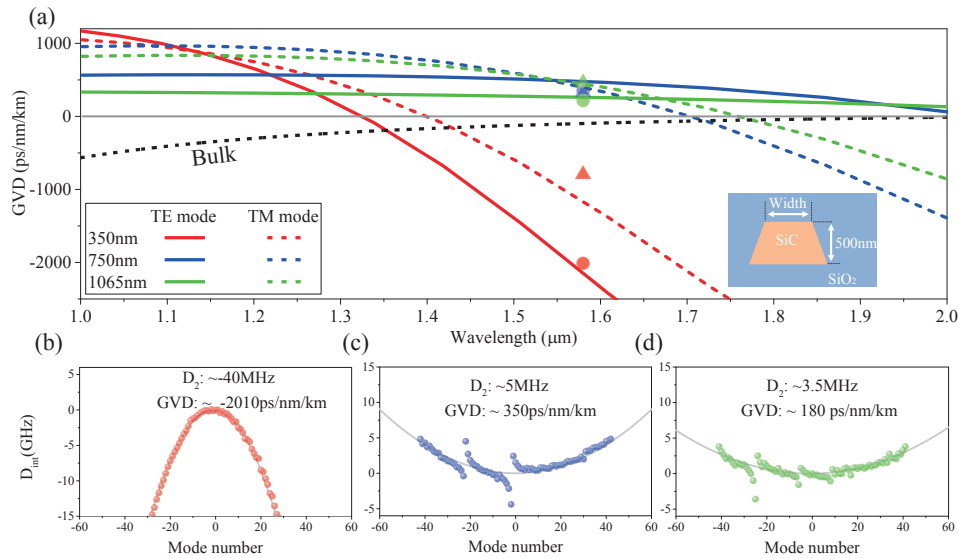 (a)
1000
0
-1000
-2000
GVD (ps/nm/km)
Bulk
TE mode TM mode
350nm
750nm
1065nm
Width
SiC
500nm
SiO₂
1.0 1.1 1.2 1.3 1.4 1.5 1.6 1.7 1.8 1.9 2.0
Wavelength (μm)
(b)
D₂: ~-40MHz
GVD: ~ -2010ps/nm/km
5
0
-5
-10
-15
D_int(GHz)
-60 -40 -20 0 20 40 60
Mode number
(c)
D₂: ~5MHz
GVD: ~ 350ps/nm/km
10
5
0
-5
-60 -40 -20 0 20 40 60
Mode number
(d)
D₂: ~3.5MHz
GVD: ~ 180 ps/nm/km
10
5
0
-5
-60 -40 -20 0 20 40 60
Mode number